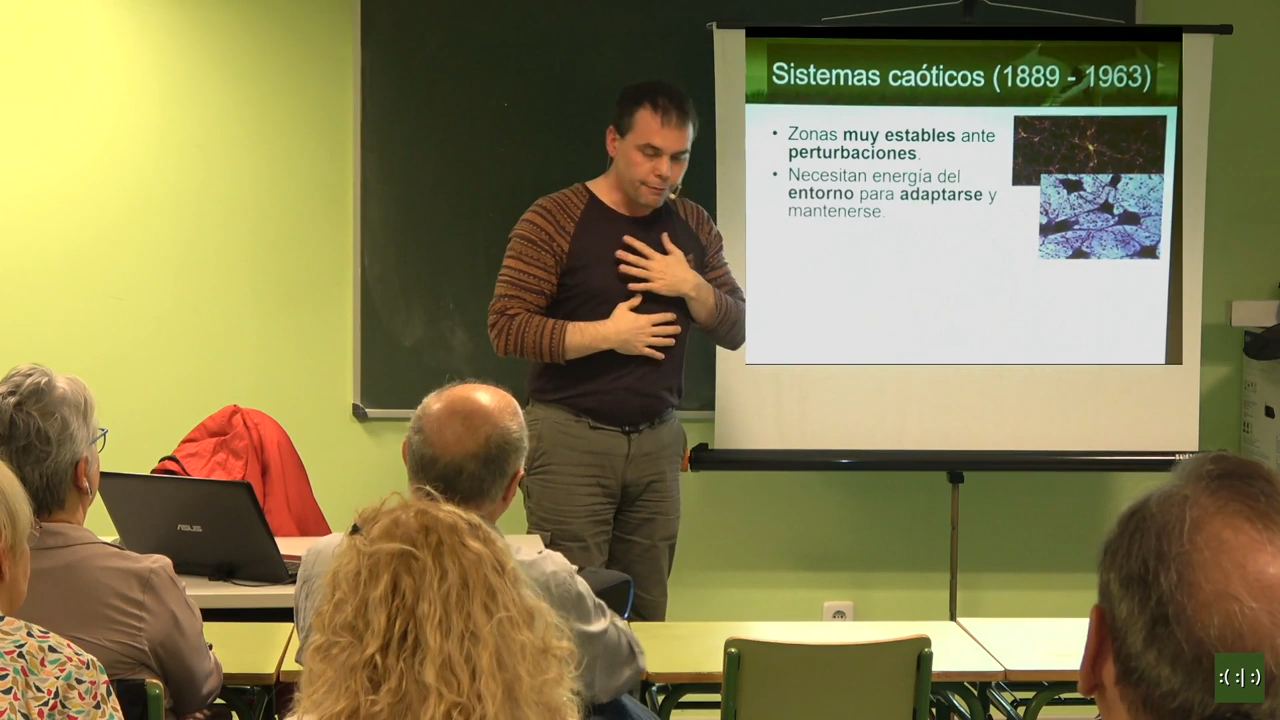 Sistemas caóticos (1889 - 1963)
• Zonas muy estables ante
perturbaciones.
• Necesitan energía del
entorno para adaptarse y
mantenerse.
ASUS
:( :| :)